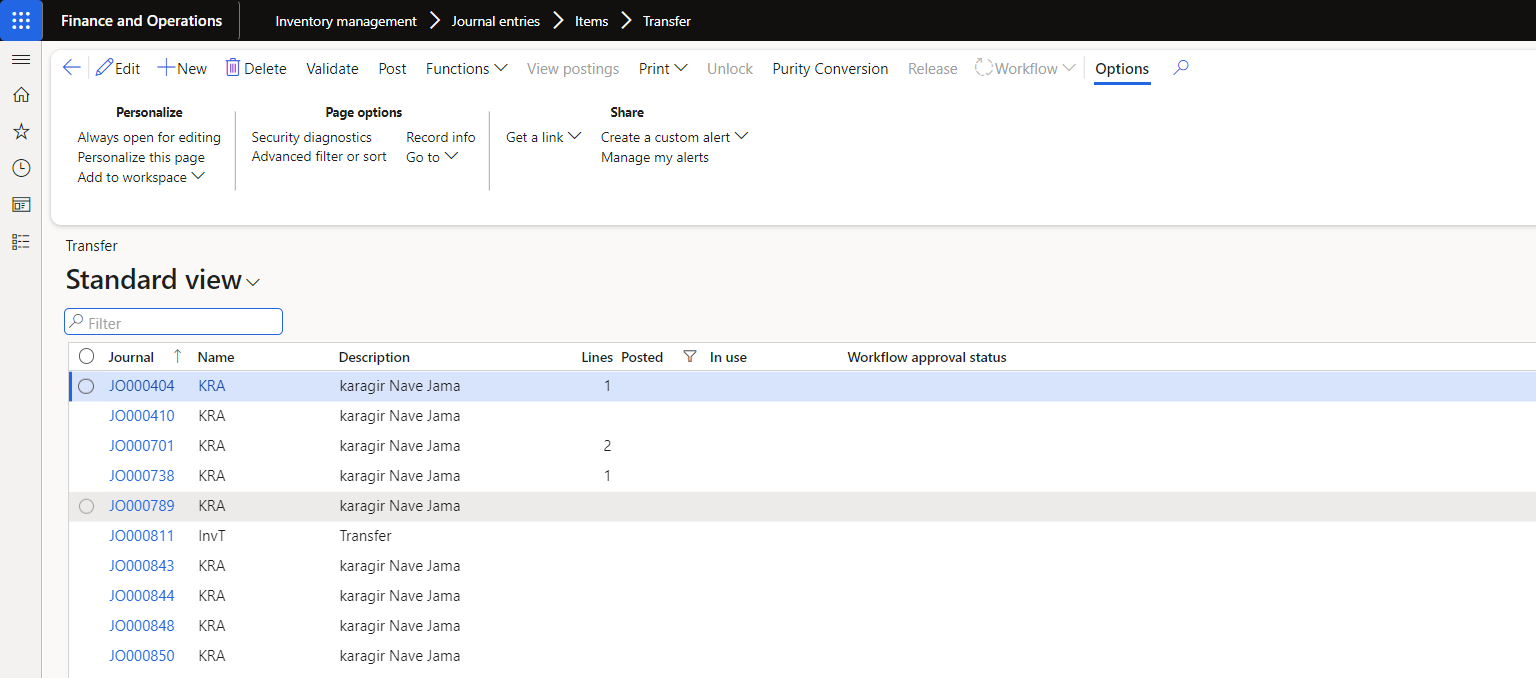 Finance and Operations Inventory management Journal entries Items Transfer
Edit New Delete Validate Post Functions View postings Print Unlock Purity Conversion Release Workflow Options
Personalize Page options Share
Always open for editing Security diagnostics Record info Get a link Create a custom alert
Personalize this page Advanced filter or sort Go to Manage my alerts
Add to workspace
Transfer
Standard view
Filter
Journal Name Description Lines Posted In use Workflow approval status
JO000404 KRA karagir Nave Jama 1
JO000410 KRA karagir Nave Jama
JO000701 KRA karagir Nave Jama 2
JO000738 KRA karagir Nave Jama 1
JO000789 KRA karagir Nave Jama
JO000811 InvT Transfer
JO000843 KRA karagir Nave Jama
JO000844 KRA karagir Nave Jama
JO000848 KRA karagir Nave Jama
JO000850 KRA karagir Nave Jama